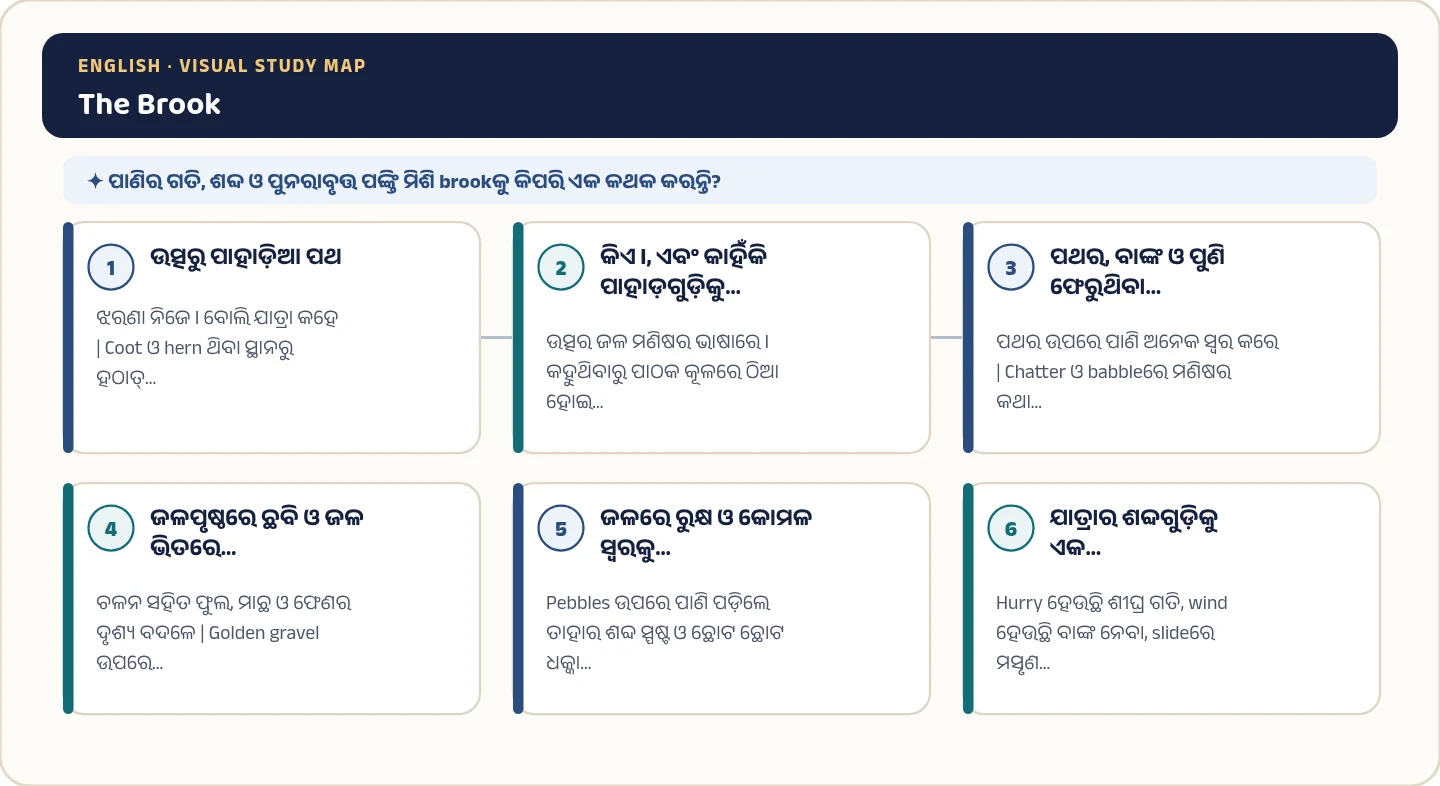 ENGLISH · VISUAL STUDY MAP
The Brook
✦ ପାଣିର ଗତି, ଶବ୍ଦ ଓ ପୁନରାବୃତ୍ତ ପଙ୍କ୍ତି ମିଶି brookକୁ କିପରି ଏକ କଥକ କରନ୍ତି?
1
ଉତ୍ସରୁ ପାହାଡ଼ିଆ ପଥ
ଝରଣା ନିଜେ । ବୋଲି ଯାତ୍ରା କହେ
| Coot ଓ hern ଥିବା ସ୍ଥାନରୁ
ହଠାତ୍...
2
କିଏ ।, ଏବଂ କାହିଁକି
ପାହାଡ଼ଗୁଡ଼ିକୁ...
ଉତ୍ସର ଜଳ ମଣିଷର ଭାଷାରେ ।
କହୁଥିବାରୁ ପାଠକ କୂଳରେ ଠିଆ
ହୋଇ...
3
ପଥର, ବାଙ୍କ ଓ ପୁଣି
ଫେରୁଥିବା...
ପଥର ଉପରେ ପାଣି ଅନେକ ସ୍ୱର କରେ
| Chatter ଓ babbleରେ ମଣିଷର
କଥା...
4
ଜଳପୃଷ୍ଠରେ ଛବି ଓ ଜଳ
ଭିତରେ...
ଚଳନ ସହିତ ଫୁଲ, ମାଛ ଓ ଫେଣର
ଦୃଶ୍ୟ ବଦଳେ | Golden gravel
ଉପରେ...
5
ଜଳରେ ରୁକ୍ଷ ଓ କୋମଳ
ସ୍ୱରକୁ...
Pebbles ଉପରେ ପାଣି ପଡ଼ିଲେ
ତାହାର ଶବ୍ଦ ସ୍ପଷ୍ଟ ଓ ଛୋଟ ଛୋଟ
ଧକ୍କା...
6
ଯାତ୍ରାର ଶବ୍ଦଗୁଡ଼ିକୁ
ଏକ...
Hurry ହେଉଛି ଶୀଘ୍ର ଗତି, wind
ହେଉଛି ବାଙ୍କ ନେବା, slideରେ
ମସୃଣ...